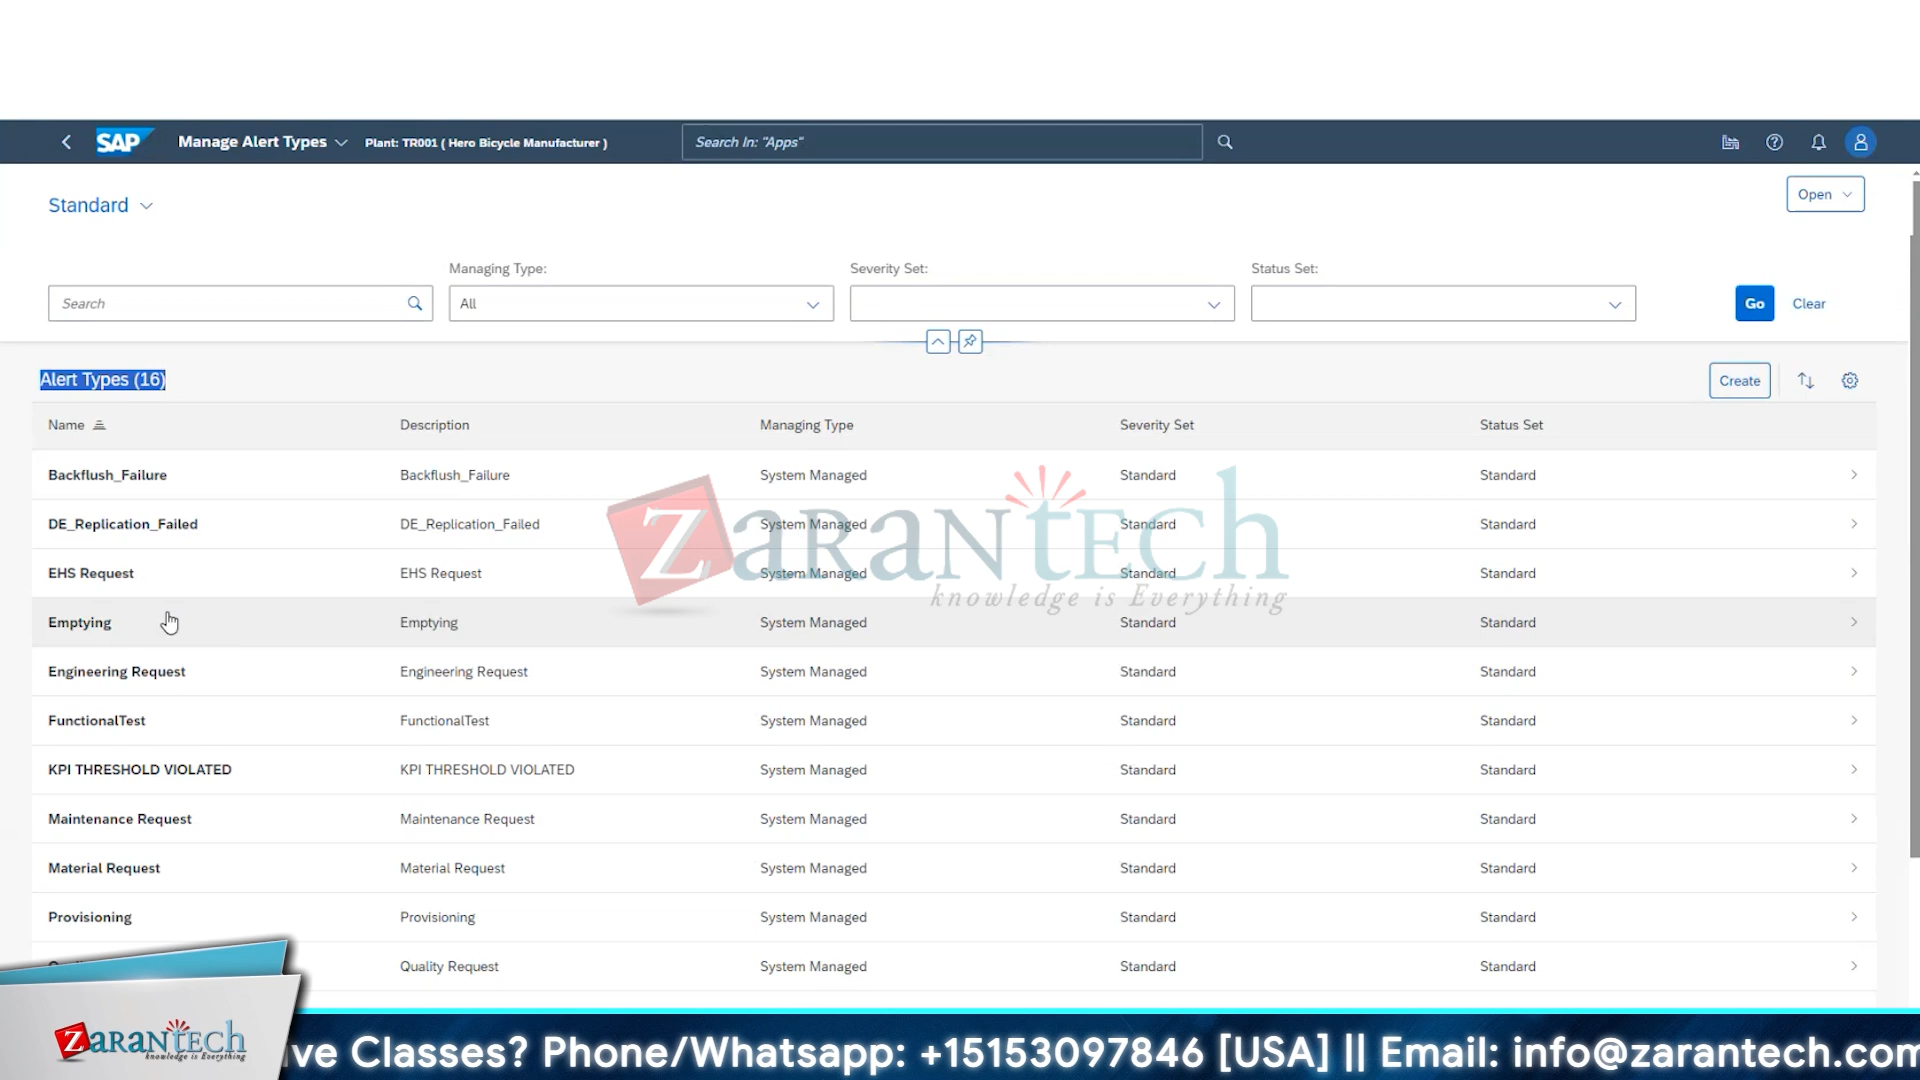 SAP Manage Alert Types Plant: TR001 ( Hero Bicycle Manufacturer ) Search In: "Apps"
Standard
Open
Managing Type: Severity Set: Status Set:
Search All Go Clear
Alert Types (16) Create
Name Description Managing Type Severity Set Status Set
Backflush_Failure Backflush_Failure System Managed Standard Standard
DE_Replication_Failed DE_Replication_Failed System Managed Standard Standard
EHS Request EHS Request System Managed Standard Standard
Emptying Emptying System Managed Standard Standard
Engineering Request Engineering Request System Managed Standard Standard
FunctionalTest FunctionalTest System Managed Standard Standard
KPI THRESHOLD VIOLATED KPI THRESHOLD VIOLATED System Managed Standard Standard
Maintenance Request Maintenance Request System Managed Standard Standard
Material Request Material Request System Managed Standard Standard
Provisioning Provisioning System Managed Standard Standard
Quality Request System Managed Standard Standard
ZaranTech
knowledge is Everything
ZaranTech
knowledge is Everything
ive Classes? Phone/Whatsapp: +15153097846 [USA] || Email: info@zarantech.com